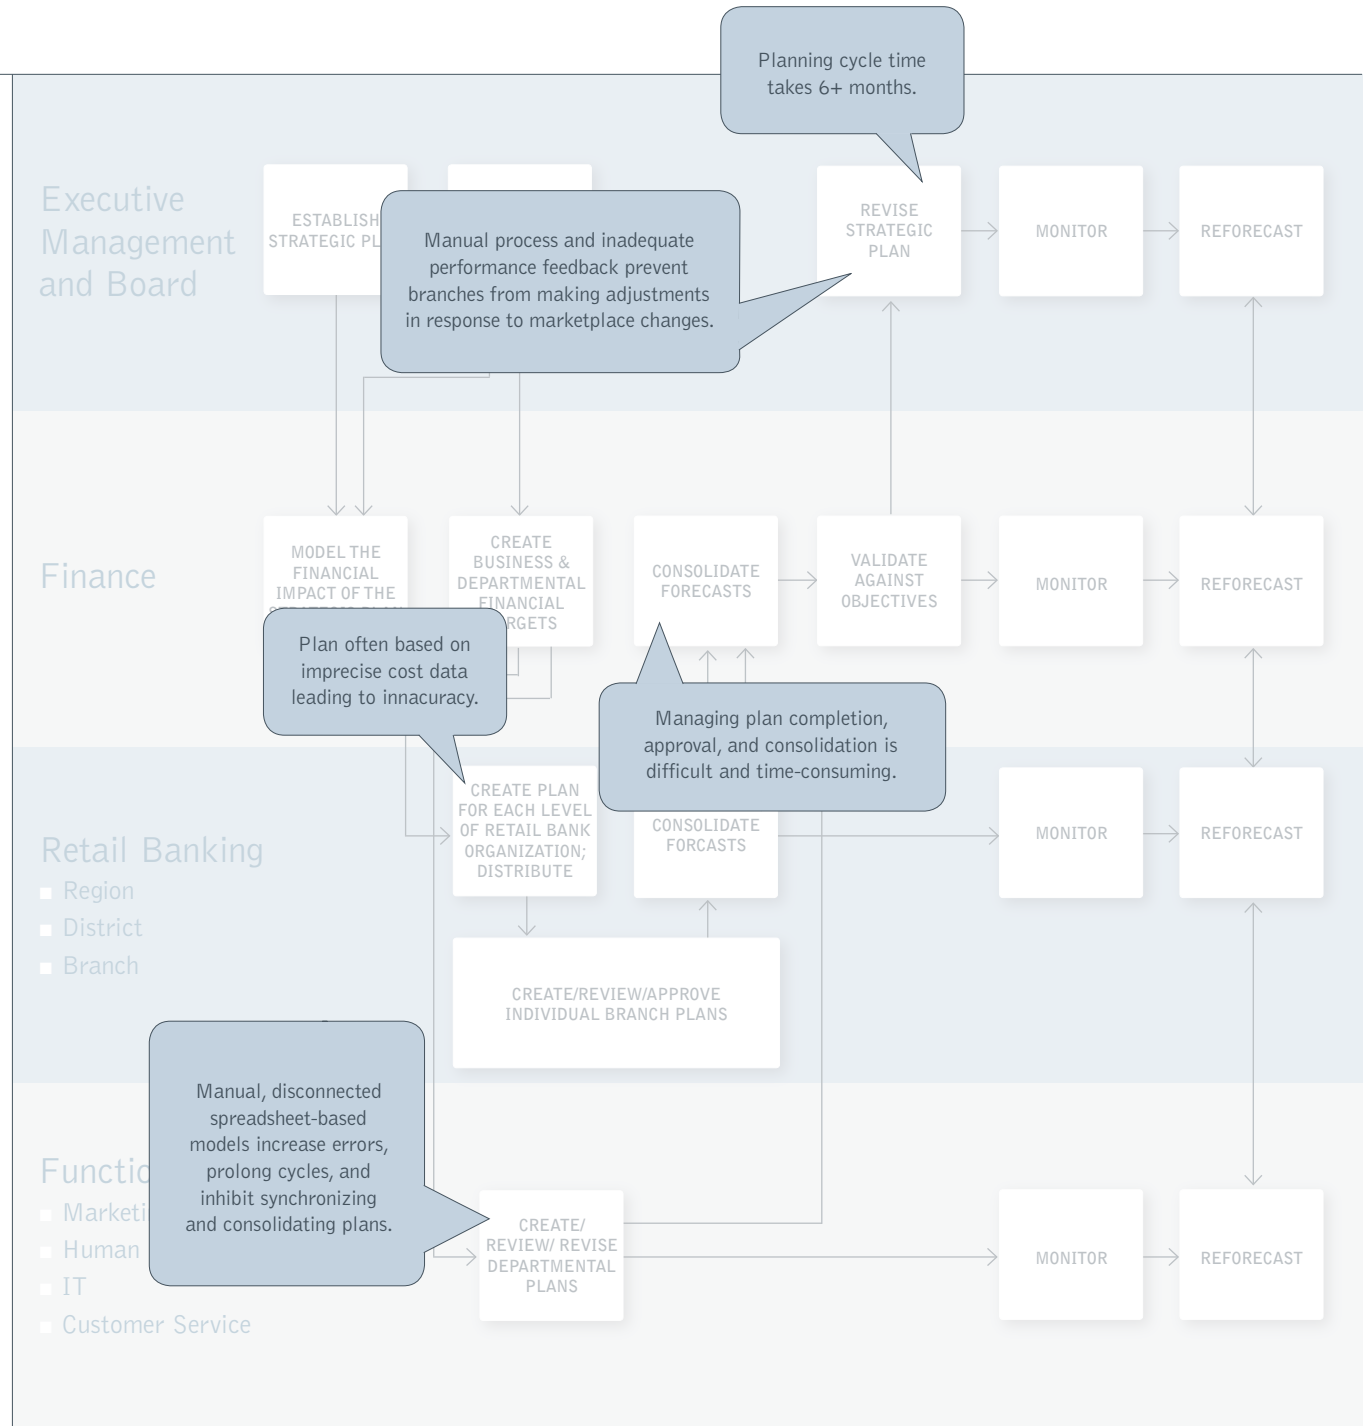 Planning cycle time
takes 6+ months.
Executive
Management
and Board
ESTABLISH
STRATEGIC
Manual process and inadequate
performance feedback prevent
branches from making adjustments
in response to marketplace changes.
REVISE
STRATEGIC
PLAN
MONITOR
REFORECAST
Finance
MODEL THE
FINANCIAL
IMPACT OF THE
CREATE
BUSINESS &
DEPARTMENTAL
FINANCIAL
CONSOLIDATE
FORECASTS
VALIDATE
AGAINST
OBJECTIVES
MONITOR
REFORECAST
Plan often based on
imprecise cost data
leading to innacuracy.
Managing plan completion,
approval, and consolidation is
difficult and time-consuming.
Retail Banking
Region
District
Branch
CREATE PLAN
FOR EACH LEVEL
OF RETAIL BANK
ORGANIZATION;
DISTRIBUTE
CONSOLIDATE
FORCASTS
MONITOR
REFORECAST
CREATE/REVIEW/APPROVE
INDIVIDUAL BRANCH PLANS
Manual, disconnected
spreadsheet-based
models increase errors,
prolong cycles, and
inhibit synchronizing
and consolidating plans.
Human
IT
Customer Service
CREATE/
REVIEW/ REVISE
DEPARTMENTAL
PLANS
MONITOR
REFORECAST